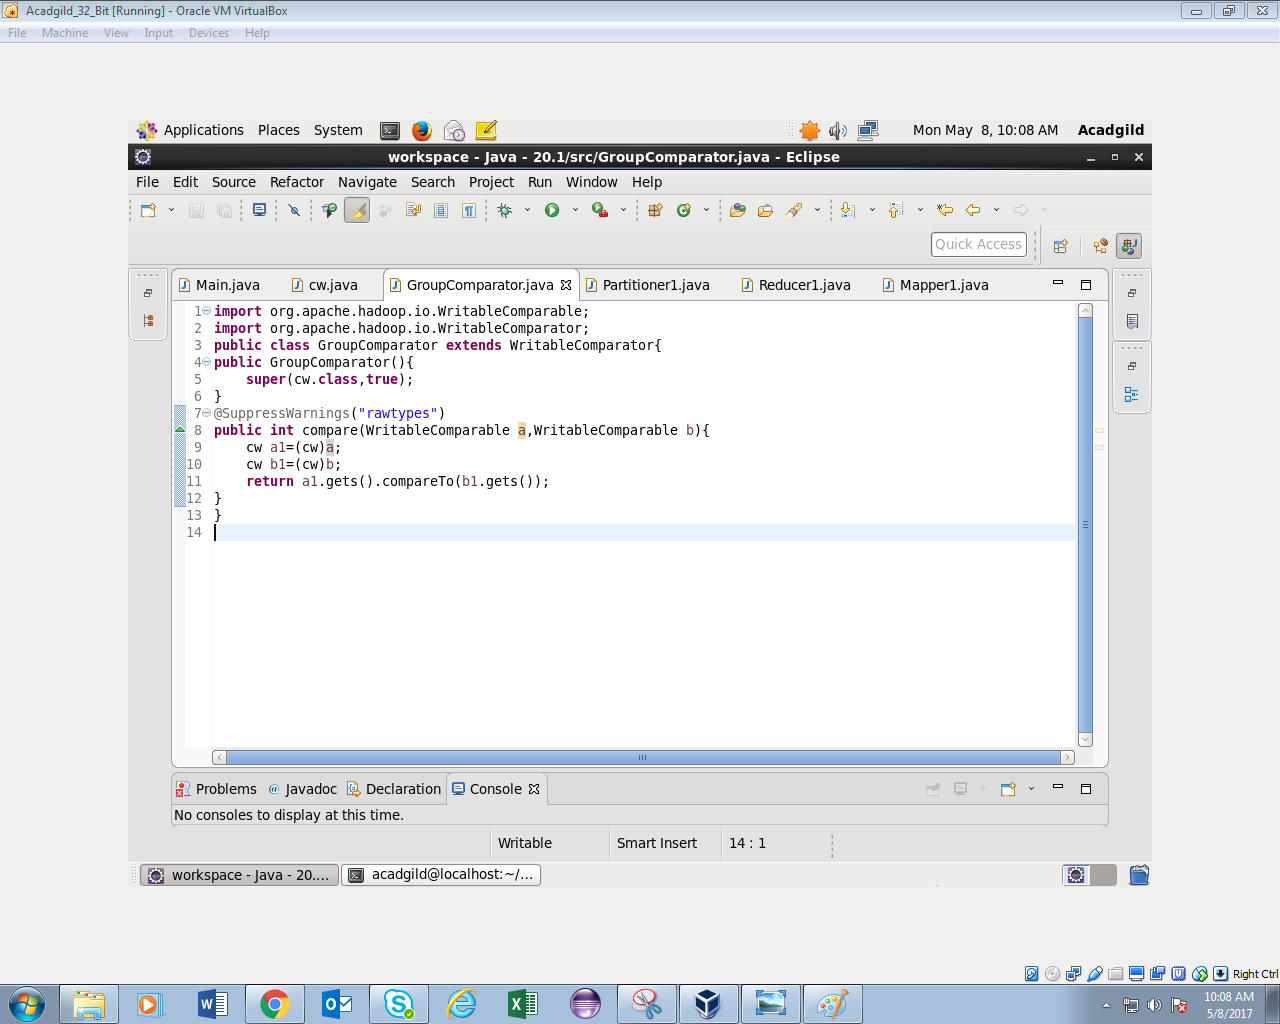 Acadgild_32_Bit [Running] - Oracle VM VirtualBox
File Machine View Input Devices Help
Applications Places System Mon May 8, 10:08 AM Acadgild
workspace - Java - 20.1/src/GroupComparator.java - Eclipse
File Edit Source Refactor Navigate Search Project Run Window Help
Quick Access
Main.java cw.java GroupComparator.java Partitioner1.java Reducer1.java Mapper1.java
1 import org.apache.hadoop.io.WritableComparable;
2 import org.apache.hadoop.io.WritableComparator;
3 public class GroupComparator extends WritableComparator{
4 public GroupComparator(){
5 super(cw.class,true);
6 }
7 @SuppressWarnings("rawtypes")
8 public int compare(WritableComparable a,WritableComparable b){
9 cw a1=(cw)a;
10 cw b1=(cw)b;
11 return a1.gets().compareTo(b1.gets());
12 }
13 }
14
Problems Javadoc Declaration Console
No consoles to display at this time.
Writable Smart Insert 14 : 1
workspace - Java - 20.... acadgild@localhost:~/...
Right Ctrl
10:08 AM
5/8/2017